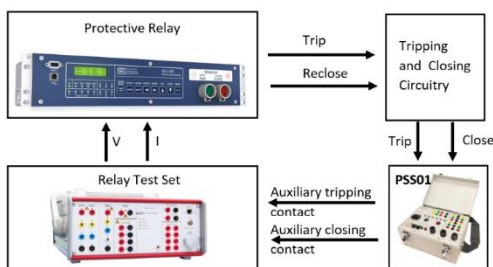 Protective Relay
Trip
Reclose
Tripping
and Closing
Circuitry
V
I
Trip
Close
Relay Test Set
Auxiliary tripping
contact
Auxiliary closing
contact
PSS01